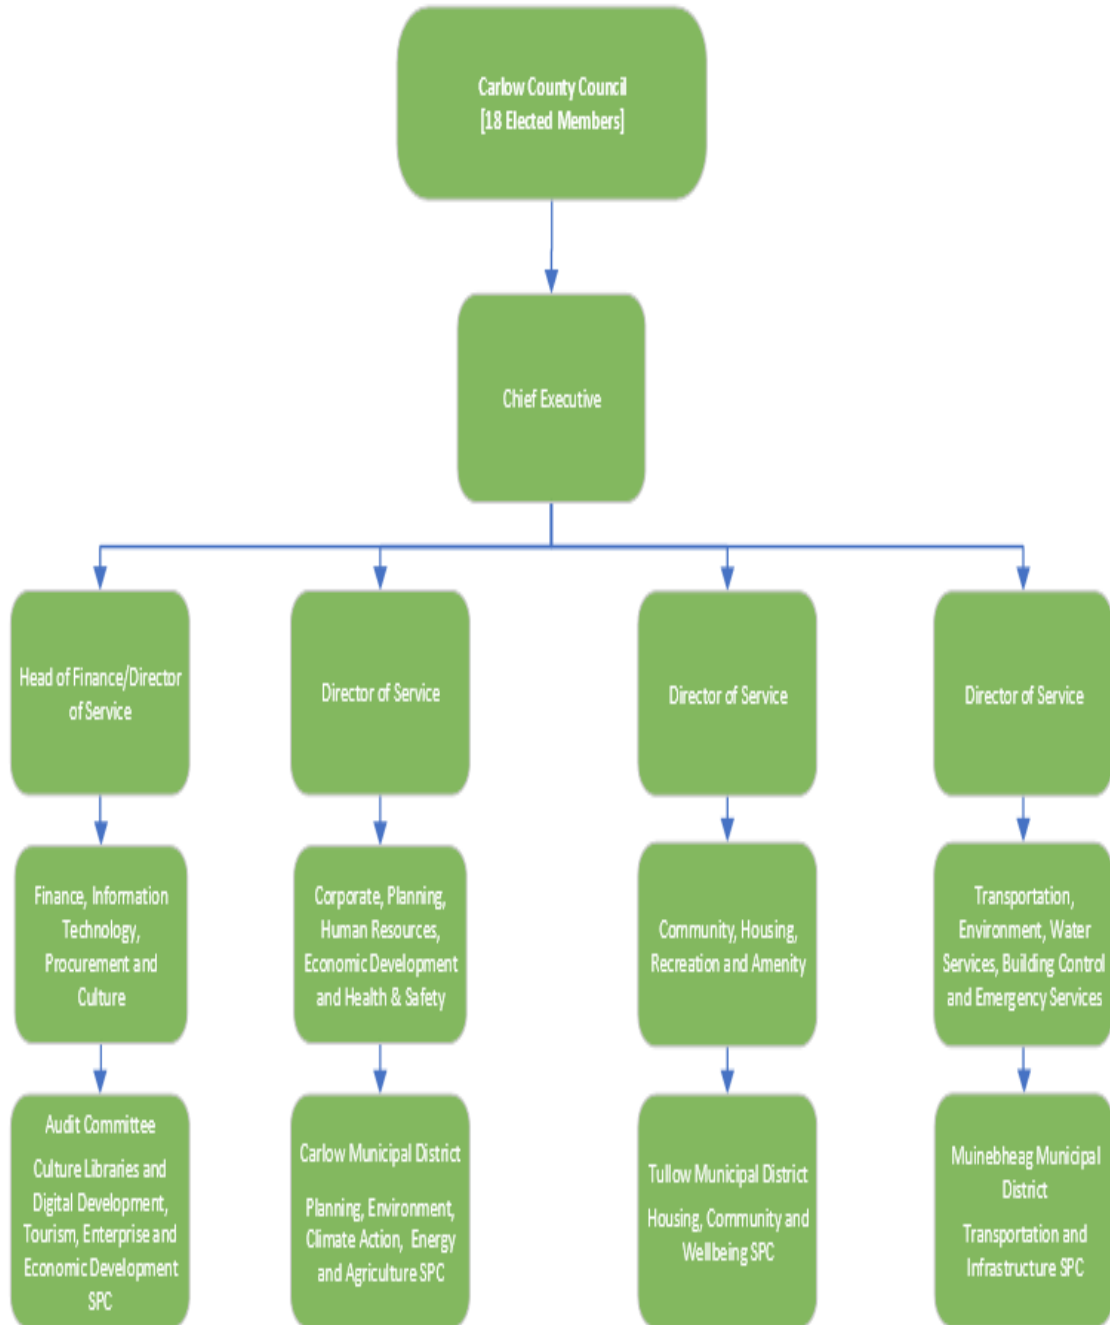 Carlow County Council
[18 Elected Members]
Chief Executive
Head of Finance/Director
of Service
Director of Service
Director of Service
Director of Service
Finance, Information
Technology,
Procurement and
Culture
Corporate, Planning,
Human Resources,
Economic Development
and Health & Safety
Community, Housing,
Recreation and Amenity
Transportation,
Environment, Water
Services, Building Control
and Emergency Services
Audit Committee
Culture Libraries and
Digital Development,
Tourism, Enterprise and
Economic Development
SPC
Carlow Municipal District
Planning, Environment,
Climate Action, Energy
and Agriculture SPC
Tullow Municipal District
Housing, Community and
Wellbeing SPC
Muinebheag Municipal
District
Transportation and
Infrastructure SPC